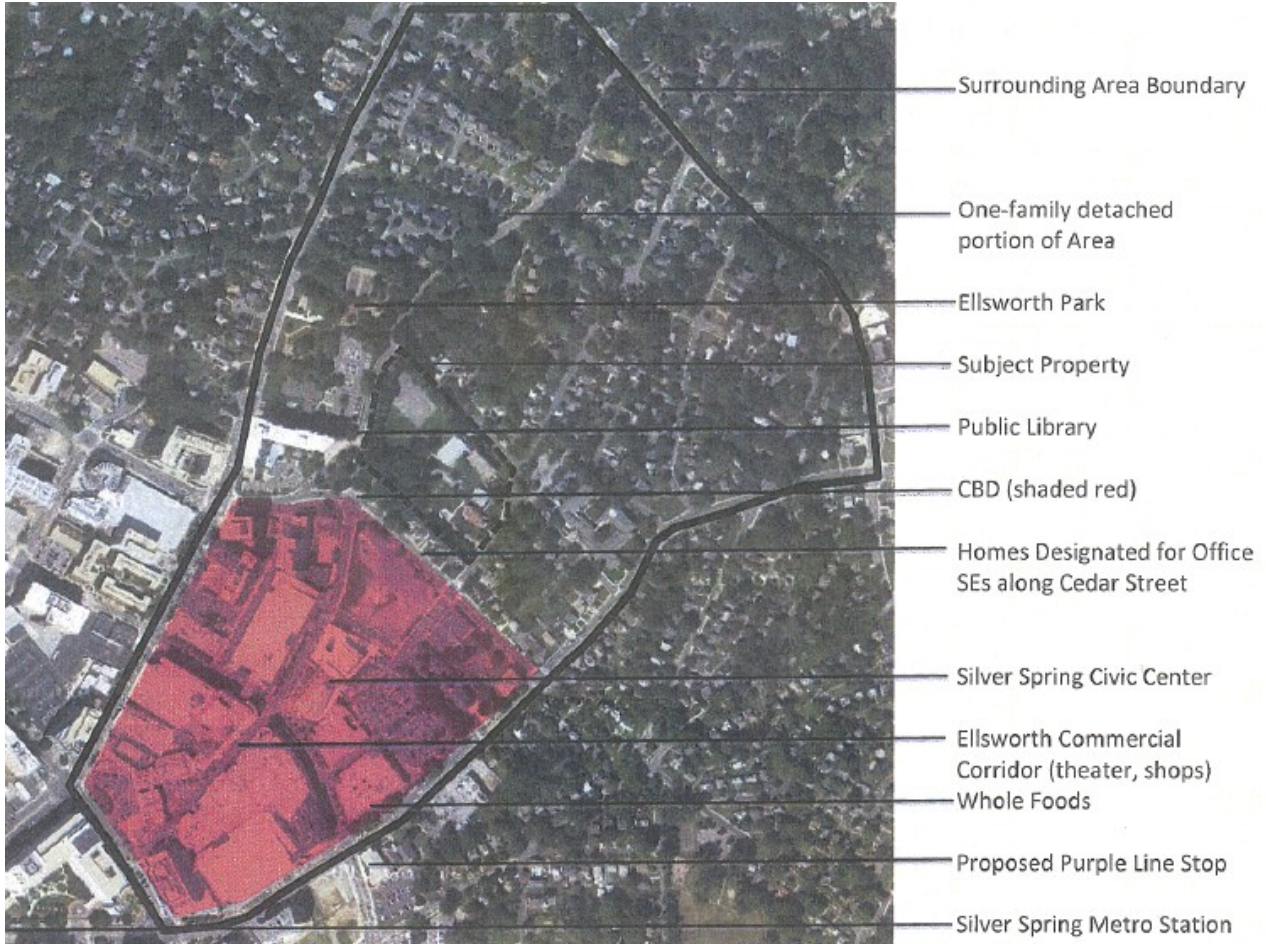 Surrounding Area Boundary
One-family detached
portion of Area
Ellsworth Park
Subject Property
Public Library
CBD (shaded red)
Homes Designated for Office
SEs along Cedar Street
Silver Spring Civic Center
Ellsworth Commercial
Corridor (theater, shops)
Whole Foods
Proposed Purple Line Stop
Silver Spring Metro Station